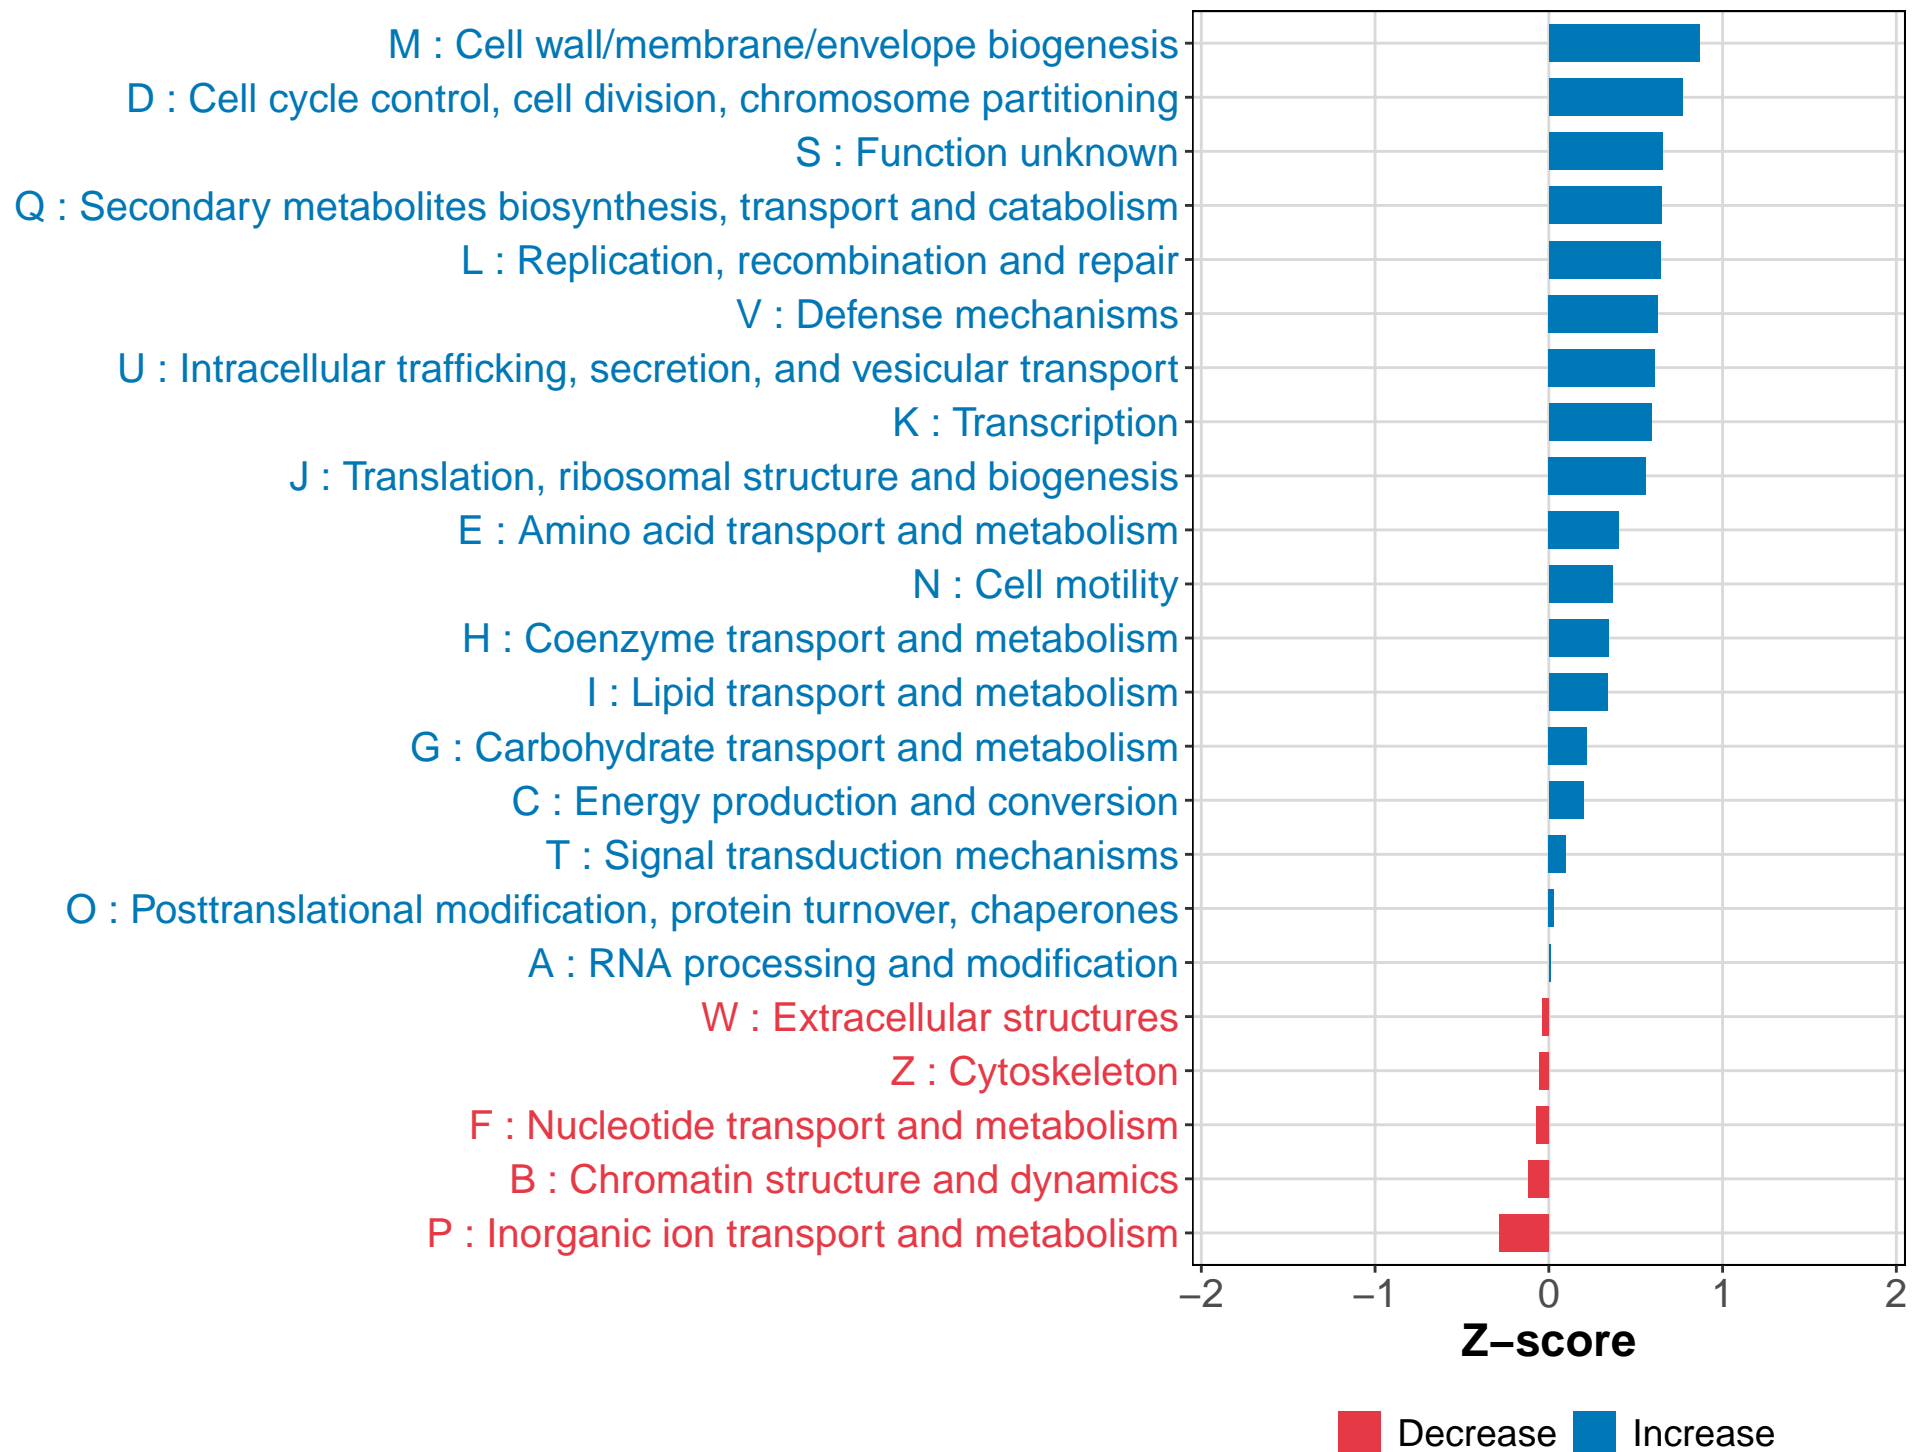 M : Cell wall/membrane/envelope biogenesis
D : Cell cycle control, cell division, chromosome partitioning
S : Function unknown
Q : Secondary metabolites biosynthesis, transport and catabolism
L : Replication, recombination and repair
V : Defense mechanisms
U : Intracellular trafficking, secretion, and vesicular transport
K : Transcription
J : Translation, ribosomal structure and biogenesis
E : Amino acid transport and metabolism
N : Cell motility
H : Coenzyme transport and metabolism
I : Lipid transport and metabolism
G : Carbohydrate transport and metabolism
C : Energy production and conversion
T : Signal transduction mechanisms
O : Posttranslational modification, protein turnover, chaperones
A : RNA processing and modification
W : Extracellular structures
Z : Cytoskeleton
F : Nucleotide transport and metabolism
B : Chromatin structure and dynamics
P : Inorganic ion transport and metabolism
−2 −1 0 1 2
Z−score
Decrease Increase